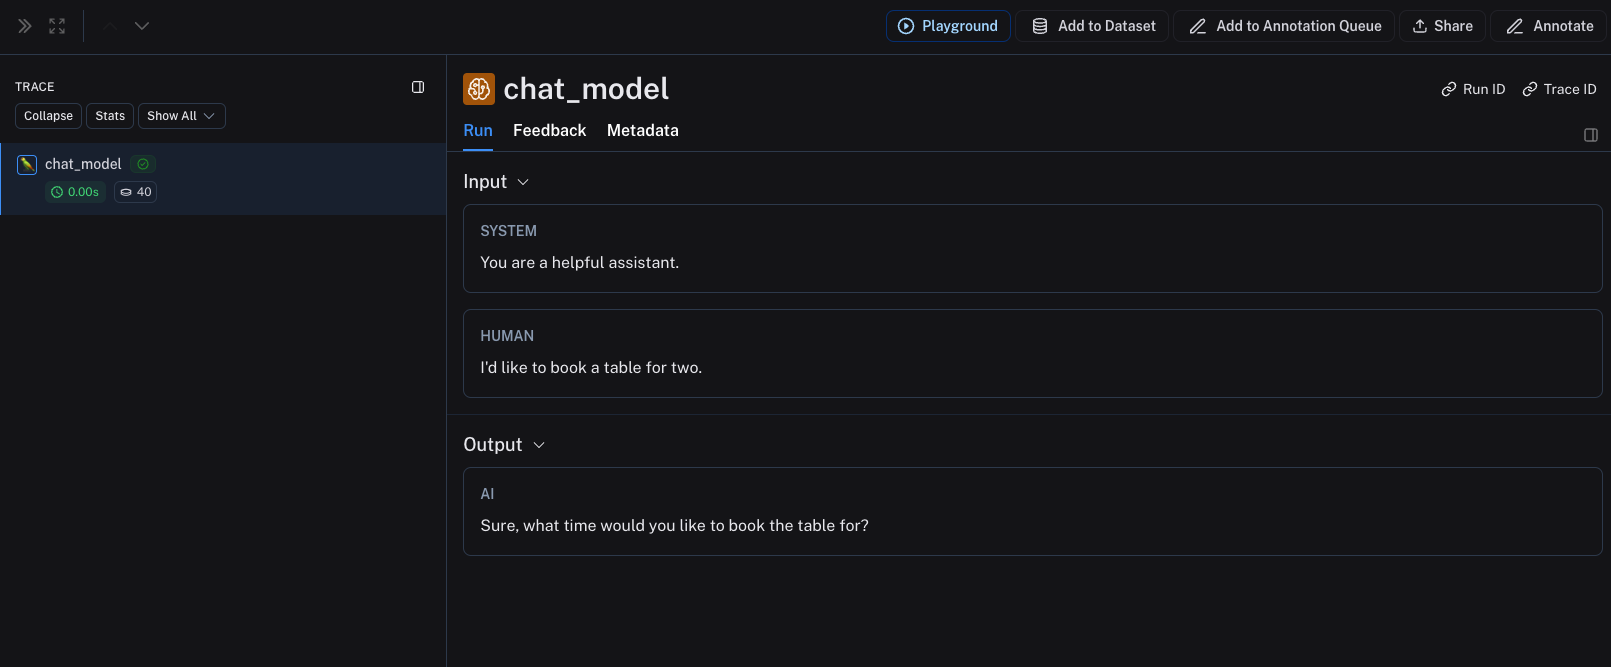 Playground
Add to Dataset
Add to Annotation Queue
Share
Annotate
TRACE
Collapse
Stats
Show All
chat_model
0.00s
40
chat_model
Run ID
Trace ID
Run
Feedback
Metadata
Input
SYSTEM
You are a helpful assistant.
HUMAN
I'd like to book a table for two.
Output
AI
Sure, what time would you like to book the table for?